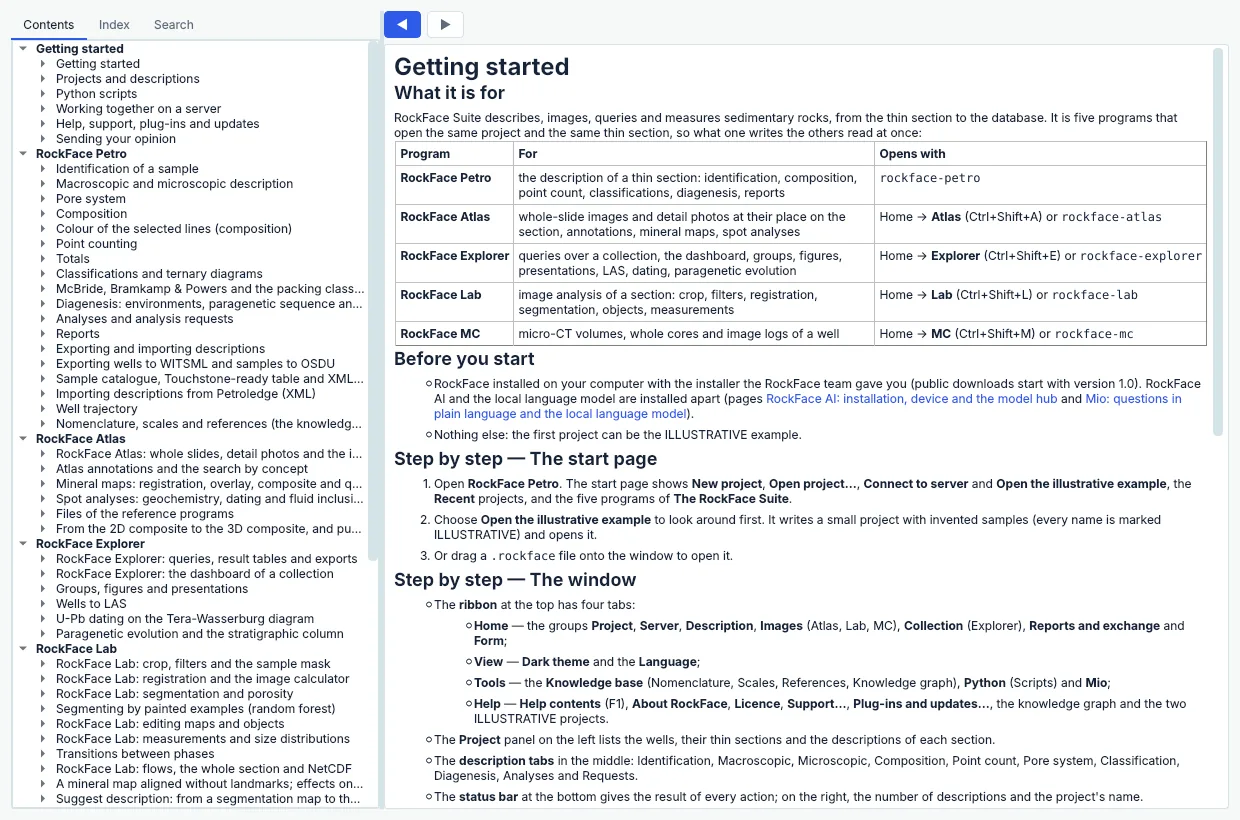 Contents Index Search
Getting started
Getting started
Projects and descriptions
Python scripts
Working together on a server
Help, support, plug-ins and updates
Sending your opinion
RockFace Petro
Identification of a sample
Macroscopic and microscopic description
Pore system
Composition
Colour of the selected lines (composition)
Point counting
Totals
Classifications and ternary diagrams
McBride, Bramkamp & Powers and the packing class...
Diagenesis: environments, paragenetic sequence an...
Analyses and analysis requests
Reports
Exporting and importing descriptions
Exporting wells to WITSML and samples to OSDU
Sample catalogue, Touchstone-ready table and XML...
Importing descriptions from Petroledge (XML)
Well trajectory
Nomenclature, scales and references (the knowledg...
RockFace Atlas
RockFace Atlas: whole slides, detail photos and the i...
Atlas annotations and the search by concept
Mineral maps: registration, overlay, composite and q...
Spot analyses: geochemistry, dating and fluid inclusi...
Files of the reference programs
From the 2D composite to the 3D composite, and pu...
RockFace Explorer
RockFace Explorer: queries, result tables and exports
RockFace Explorer: the dashboard of a collection
Groups, figures and presentations
Wells to LAS
U-Pb dating on the Tera-Wasserburg diagram
Paragenetic evolution and the stratigraphic column
RockFace Lab
RockFace Lab: crop, filters and the sample mask
RockFace Lab: registration and the image calculator
RockFace Lab: segmentation and porosity
Segmenting by painted examples (random forest)
RockFace Lab: editing maps and objects
RockFace Lab: measurements and size distributions
Transitions between phases
RockFace Lab: flows, the whole section and NetCDF
A mineral map aligned without landmarks; effects on...
Suggest description: from a segmentation map to th...
Getting started
What it is for
RockFace Suite describes, images, queries and measures sedimentary rocks, from the thin section to the database. It is five programs that
open the same project and the same thin section, so what one writes the others read at once:
Program For Opens with
RockFace Petro the description of a thin section: identification, composition, rockface-petro
point count, classifications, diagenesis, reports
RockFace Atlas whole-slide images and detail photos at their place on the Home → Atlas (Ctrl+Shift+A) or rockface-atlas
section, annotations, mineral maps, spot analyses
RockFace Explorer queries over a collection, the dashboard, groups, figures, Home → Explorer (Ctrl+Shift+E) or rockface-explorer
presentations, LAS, dating, paragenetic evolution
RockFace Lab image analysis of a section: crop, filters, registration, Home → Lab (Ctrl+Shift+L) or rockface-lab
segmentation, objects, measurements
RockFace MC micro-CT volumes, whole cores and image logs of a well Home → MC (Ctrl+Shift+M) or rockface-mc
Before you start
RockFace installed on your computer with the installer the RockFace team gave you (public downloads start with version 1.0). RockFace
AI and the local language model are installed apart (pages RockFace AI: installation, device and the model hub and Mio: questions in
plain language and the local language model).
Nothing else: the first project can be the ILLUSTRATIVE example.
Step by step — The start page
1. Open RockFace Petro. The start page shows New project, Open project..., Connect to server and Open the illustrative example, the
Recent projects, and the five programs of The RockFace Suite.
2. Choose Open the illustrative example to look around first. It writes a small project with invented samples (every name is marked
ILLUSTRATIVE) and opens it.
3. Or drag a .rockface file onto the window to open it.
Step by step — The window
The ribbon at the top has four tabs:
Home — the groups Project, Server, Description, Images (Atlas, Lab, MC), Collection (Explorer), Reports and exchange and
Form;
View — Dark theme and the Language;
Tools — the Knowledge base (Nomenclature, Scales, References, Knowledge graph), Python (Scripts) and Mio;
Help — Help contents (F1), About RockFace, Licence, Support..., Plug-ins and updates..., the knowledge graph and the two
ILLUSTRATIVE projects.
The Project panel on the left lists the wells, their thin sections and the descriptions of each section.
The description tabs in the middle: Identification, Macroscopic, Microscopic, Composition, Point count, Pore system, Classification,
Diagenesis, Analyses and Requests.
The status bar at the bottom gives the result of every action; on the right, the number of descriptions and the project's name.